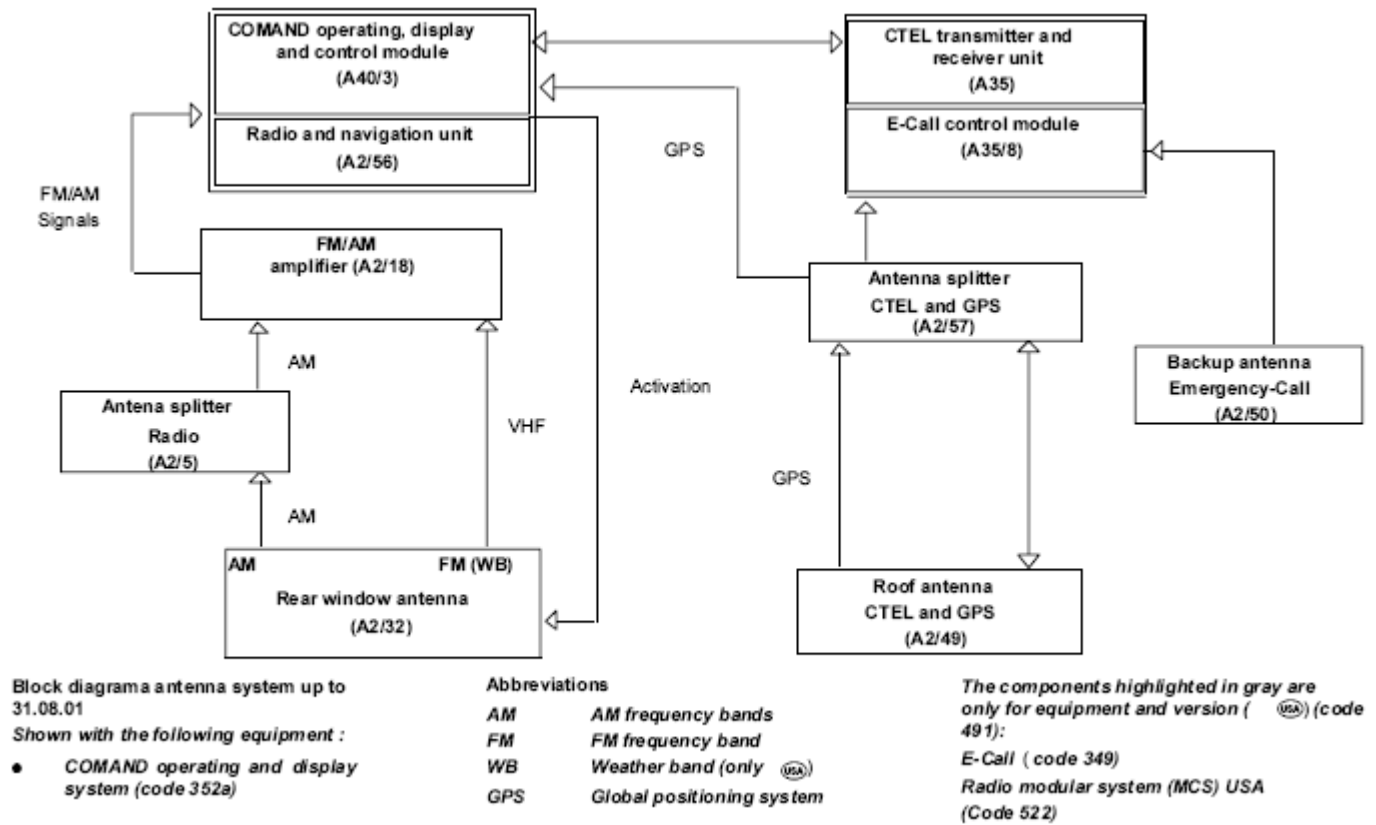 COMAND operating, display
and control module
(A40/3)
Radio and navigation unit
(A2/56)
CTEL transmitter and
receiver unit
(A35)
E-Call control module
(A35/8)
GPS
FM/AM
Signals
FM/AM
amplifier (A2/18)
Antenna splitter
CTEL and GPS
(A2/57)
AM
Activation
Backup antenna
Emergency-Call
(A2/50)
Antena splitter
Radio
(A2/5)
VHF
GPS
AM
AM
FM (WB)
Rear window antenna
(A2/32)
Roof antenna
CTEL and GPS
(A2/49)
Block diagrama antenna system up to
31.08.01
Shown with the following equipment :
● COMAND operating and display
system (code 352a)
Abbreviations
AM AM frequency bands
FM FM frequency band
WB Weather band (only USA)
GPS Global positioning system
The components highlighted in gray are
only for equipment and version ( USA) (code
491):
E-Call ( code 349)
Radio modular system (MCS) USA
(Code 522)